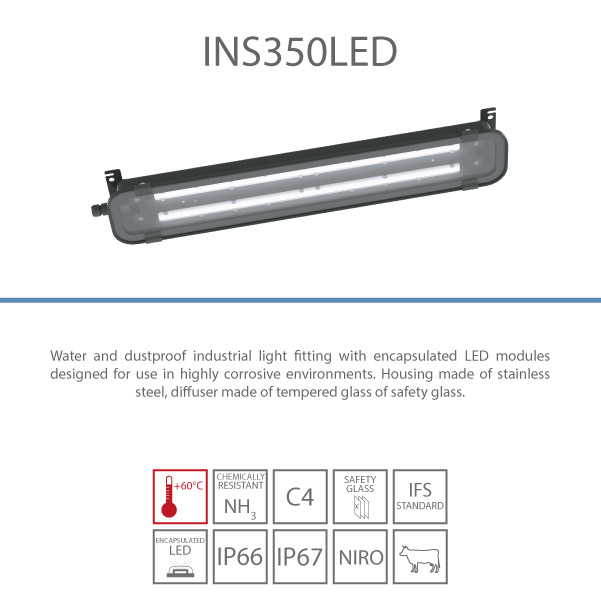 INS350LED
Water and dustproof industrial light fitting with encapsulated LED modules
designed for use in highly corrosive environments. Housing made of stainless
steel, diffuser made of tempered glass of safety glass.
+60°C
CHEMICALLY
RESISTANT
NH3
C4
SAFETY
GLASS
IFS
STANDARD
ENCAPSULATED
LED
IP66
IP67
NIRO